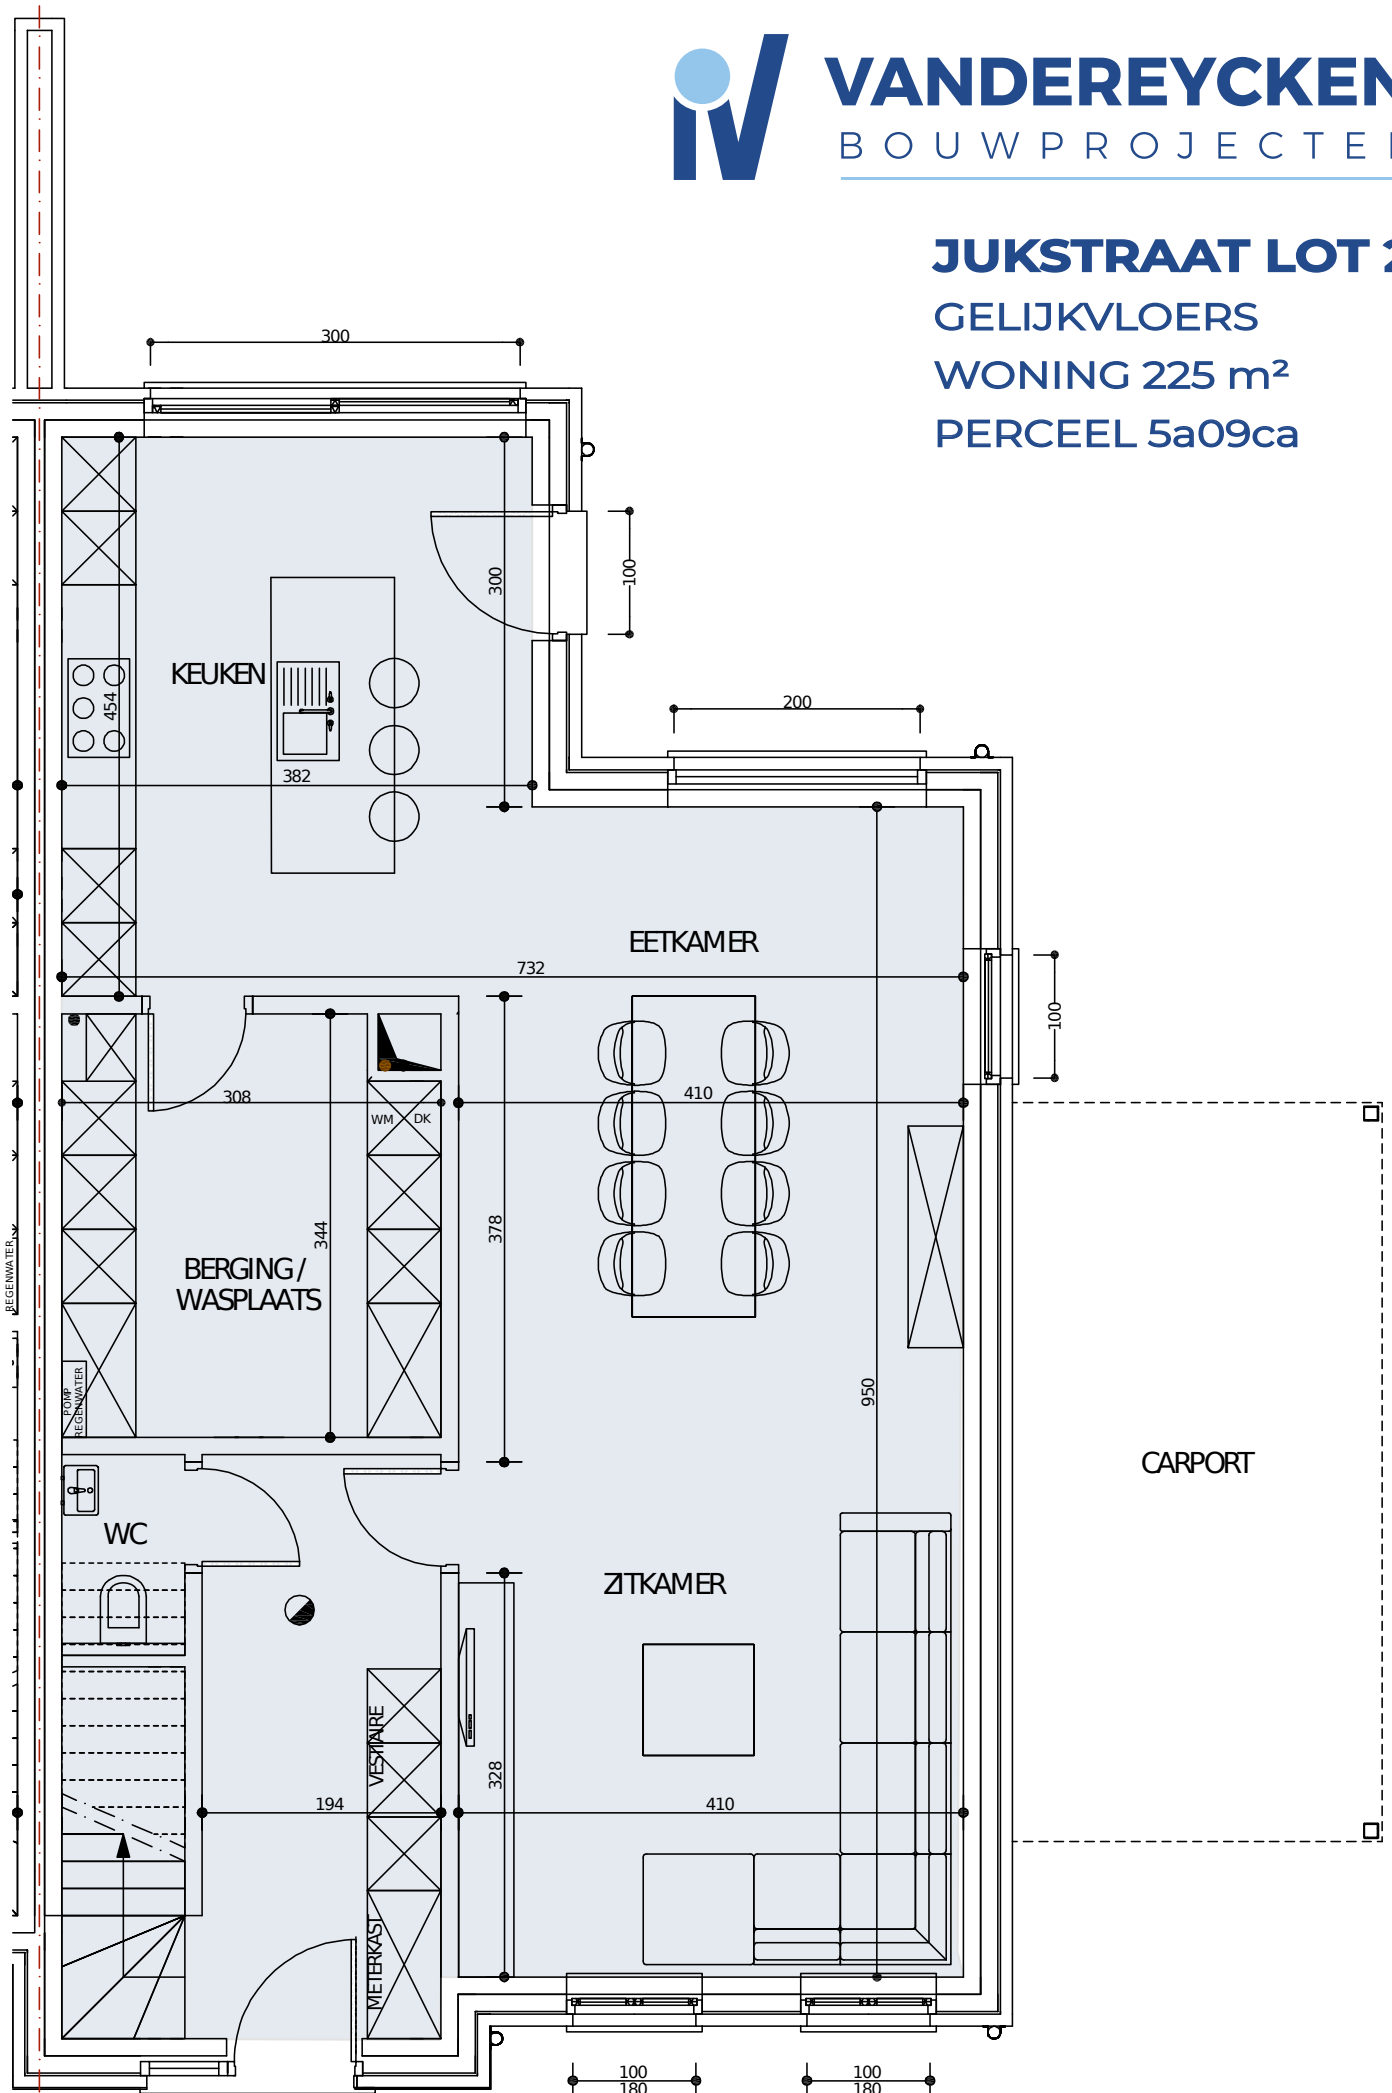 VANDEREYCKEN
BOUWPROJECTE
JUKSTRAAT LOT 2
GELIJKVLOERS
WONING 225 m²
PERCEEL 5a09ca
300
300
100
KEUKEN
454
200
382
EETKAMER
732
100
308
410
WM
DK
344
378
BERGING /
WASPLAATS
REGENWATER
POMP
REGENWATER
950
CARPORT
WC
ZITKAMER
VESTIAIRE
328
194
410
METERKAST
100
180
100
180